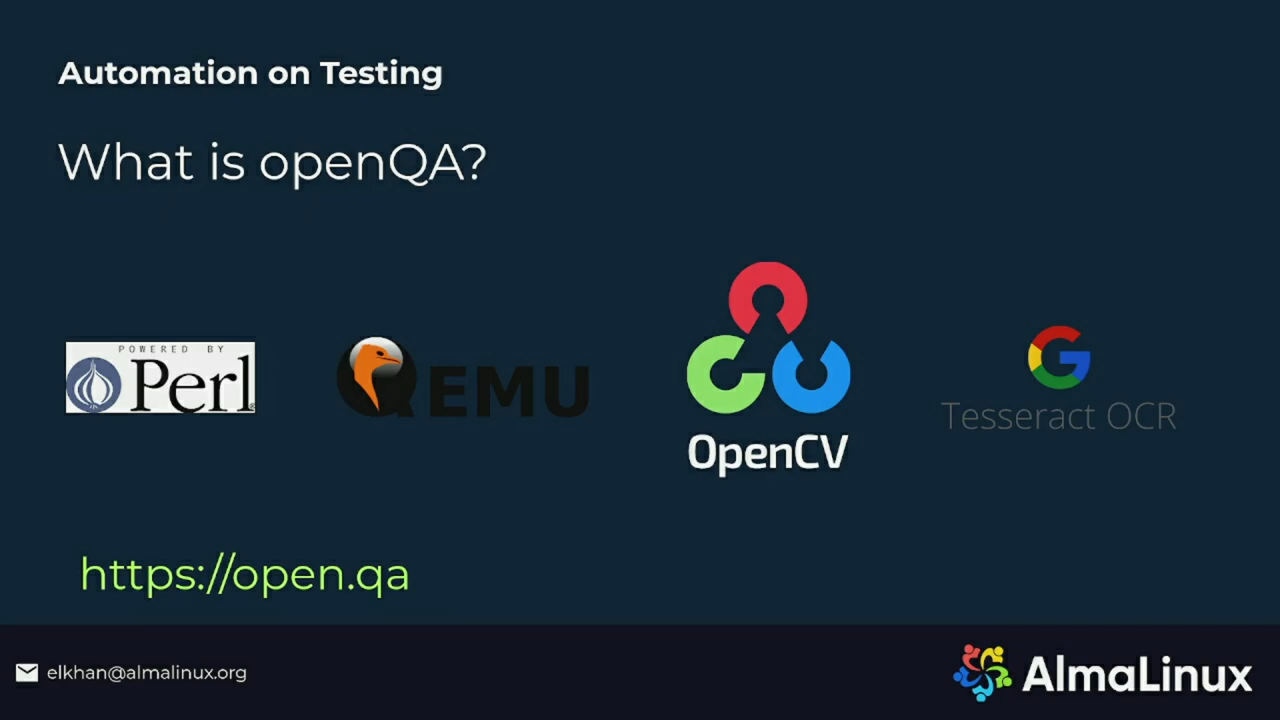 Automation on Testing
What is openQA?
POWERED BY
Perl
QEMU
OpenCV
Tesseract OCR
https://open.qa
elkhan@almalinux.org
AlmaLinux